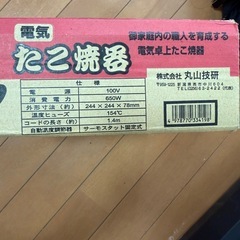 電気
たこ焼器
御家庭内の職人を育成する
電気卓上たこ焼器
株式会社 丸山技研
仕様
電源 100V
消費電力 650W
外形寸法(約) 244×244×78mm
温度ヒューズ 154℃
コードの長さ(約) 1.4m
自動温度調節器 サーモスタット固定式